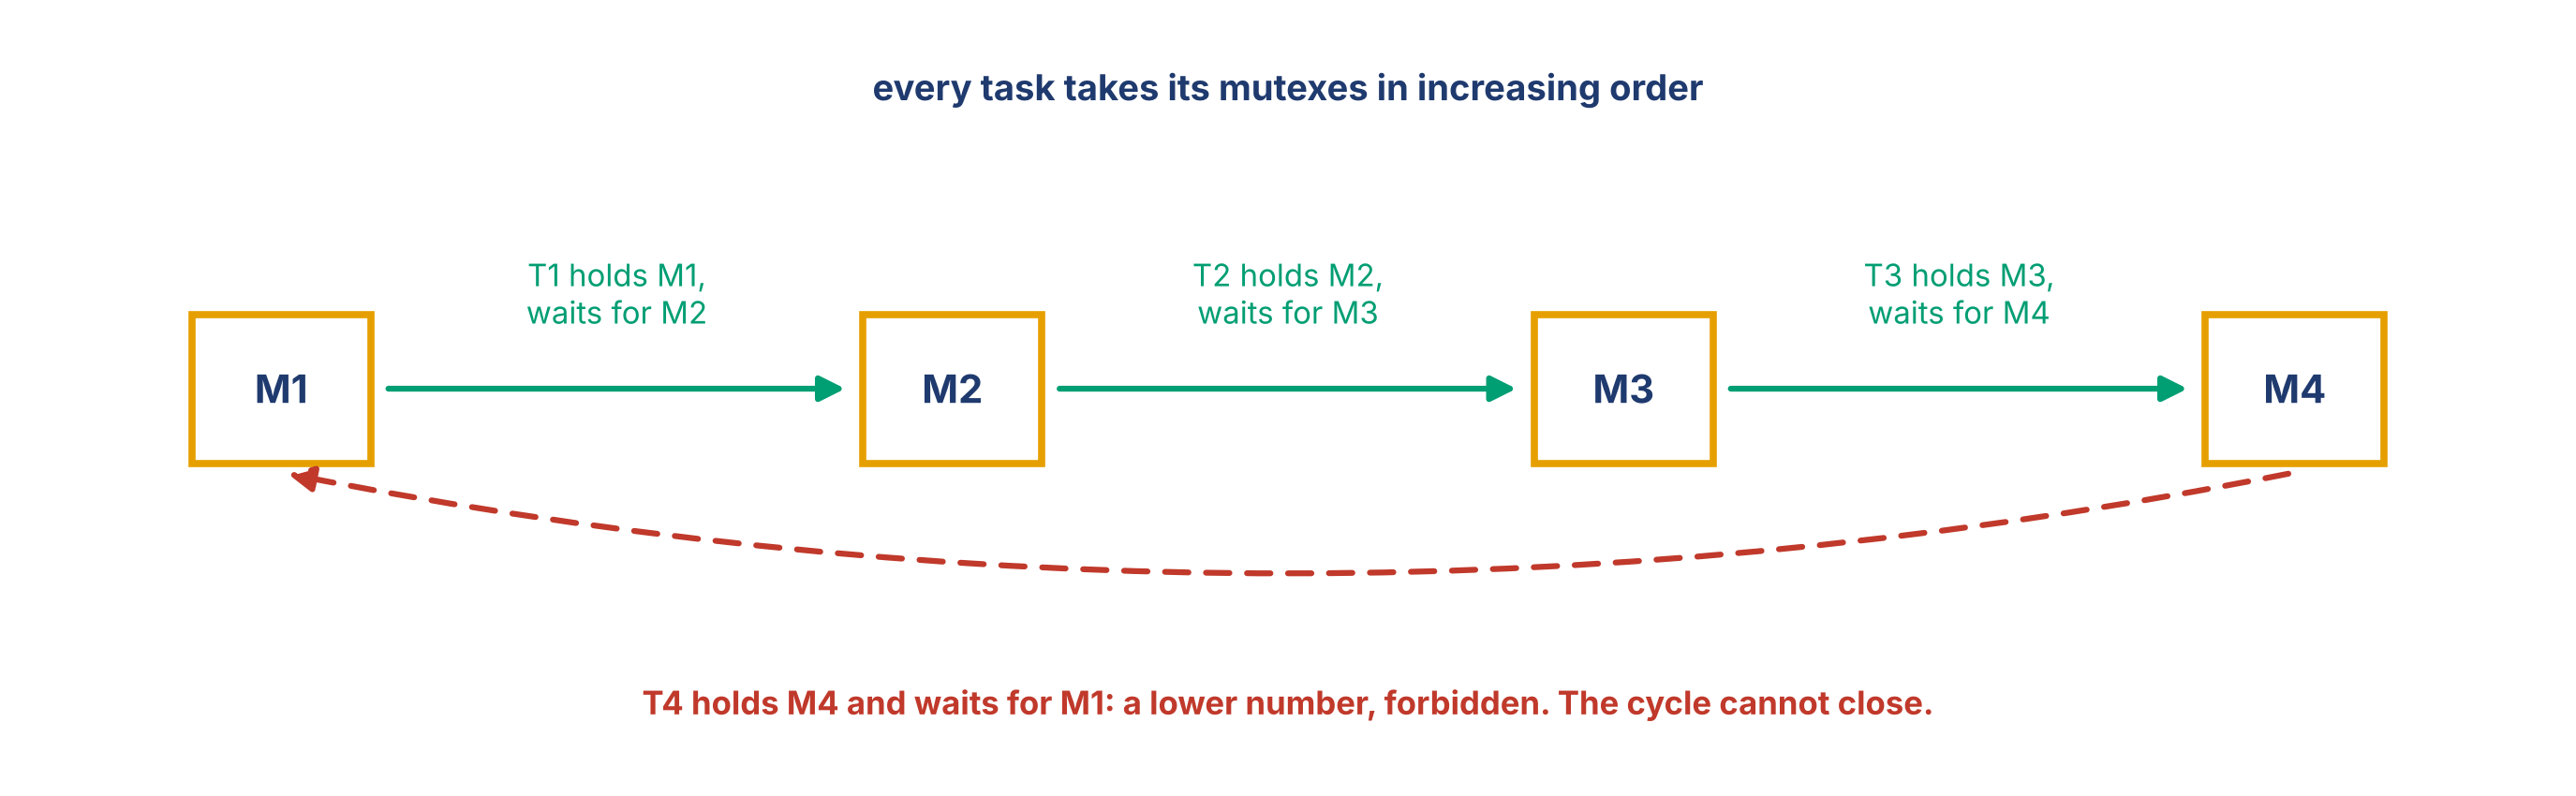 every task takes its mutexes in increasing order
T1 holds M1,
waits for M2
T2 holds M2,
waits for M3
T3 holds M3,
waits for M4
M1
M2
M3
M4
T4 holds M4 and waits for M1: a lower number, forbidden. The cycle cannot close.